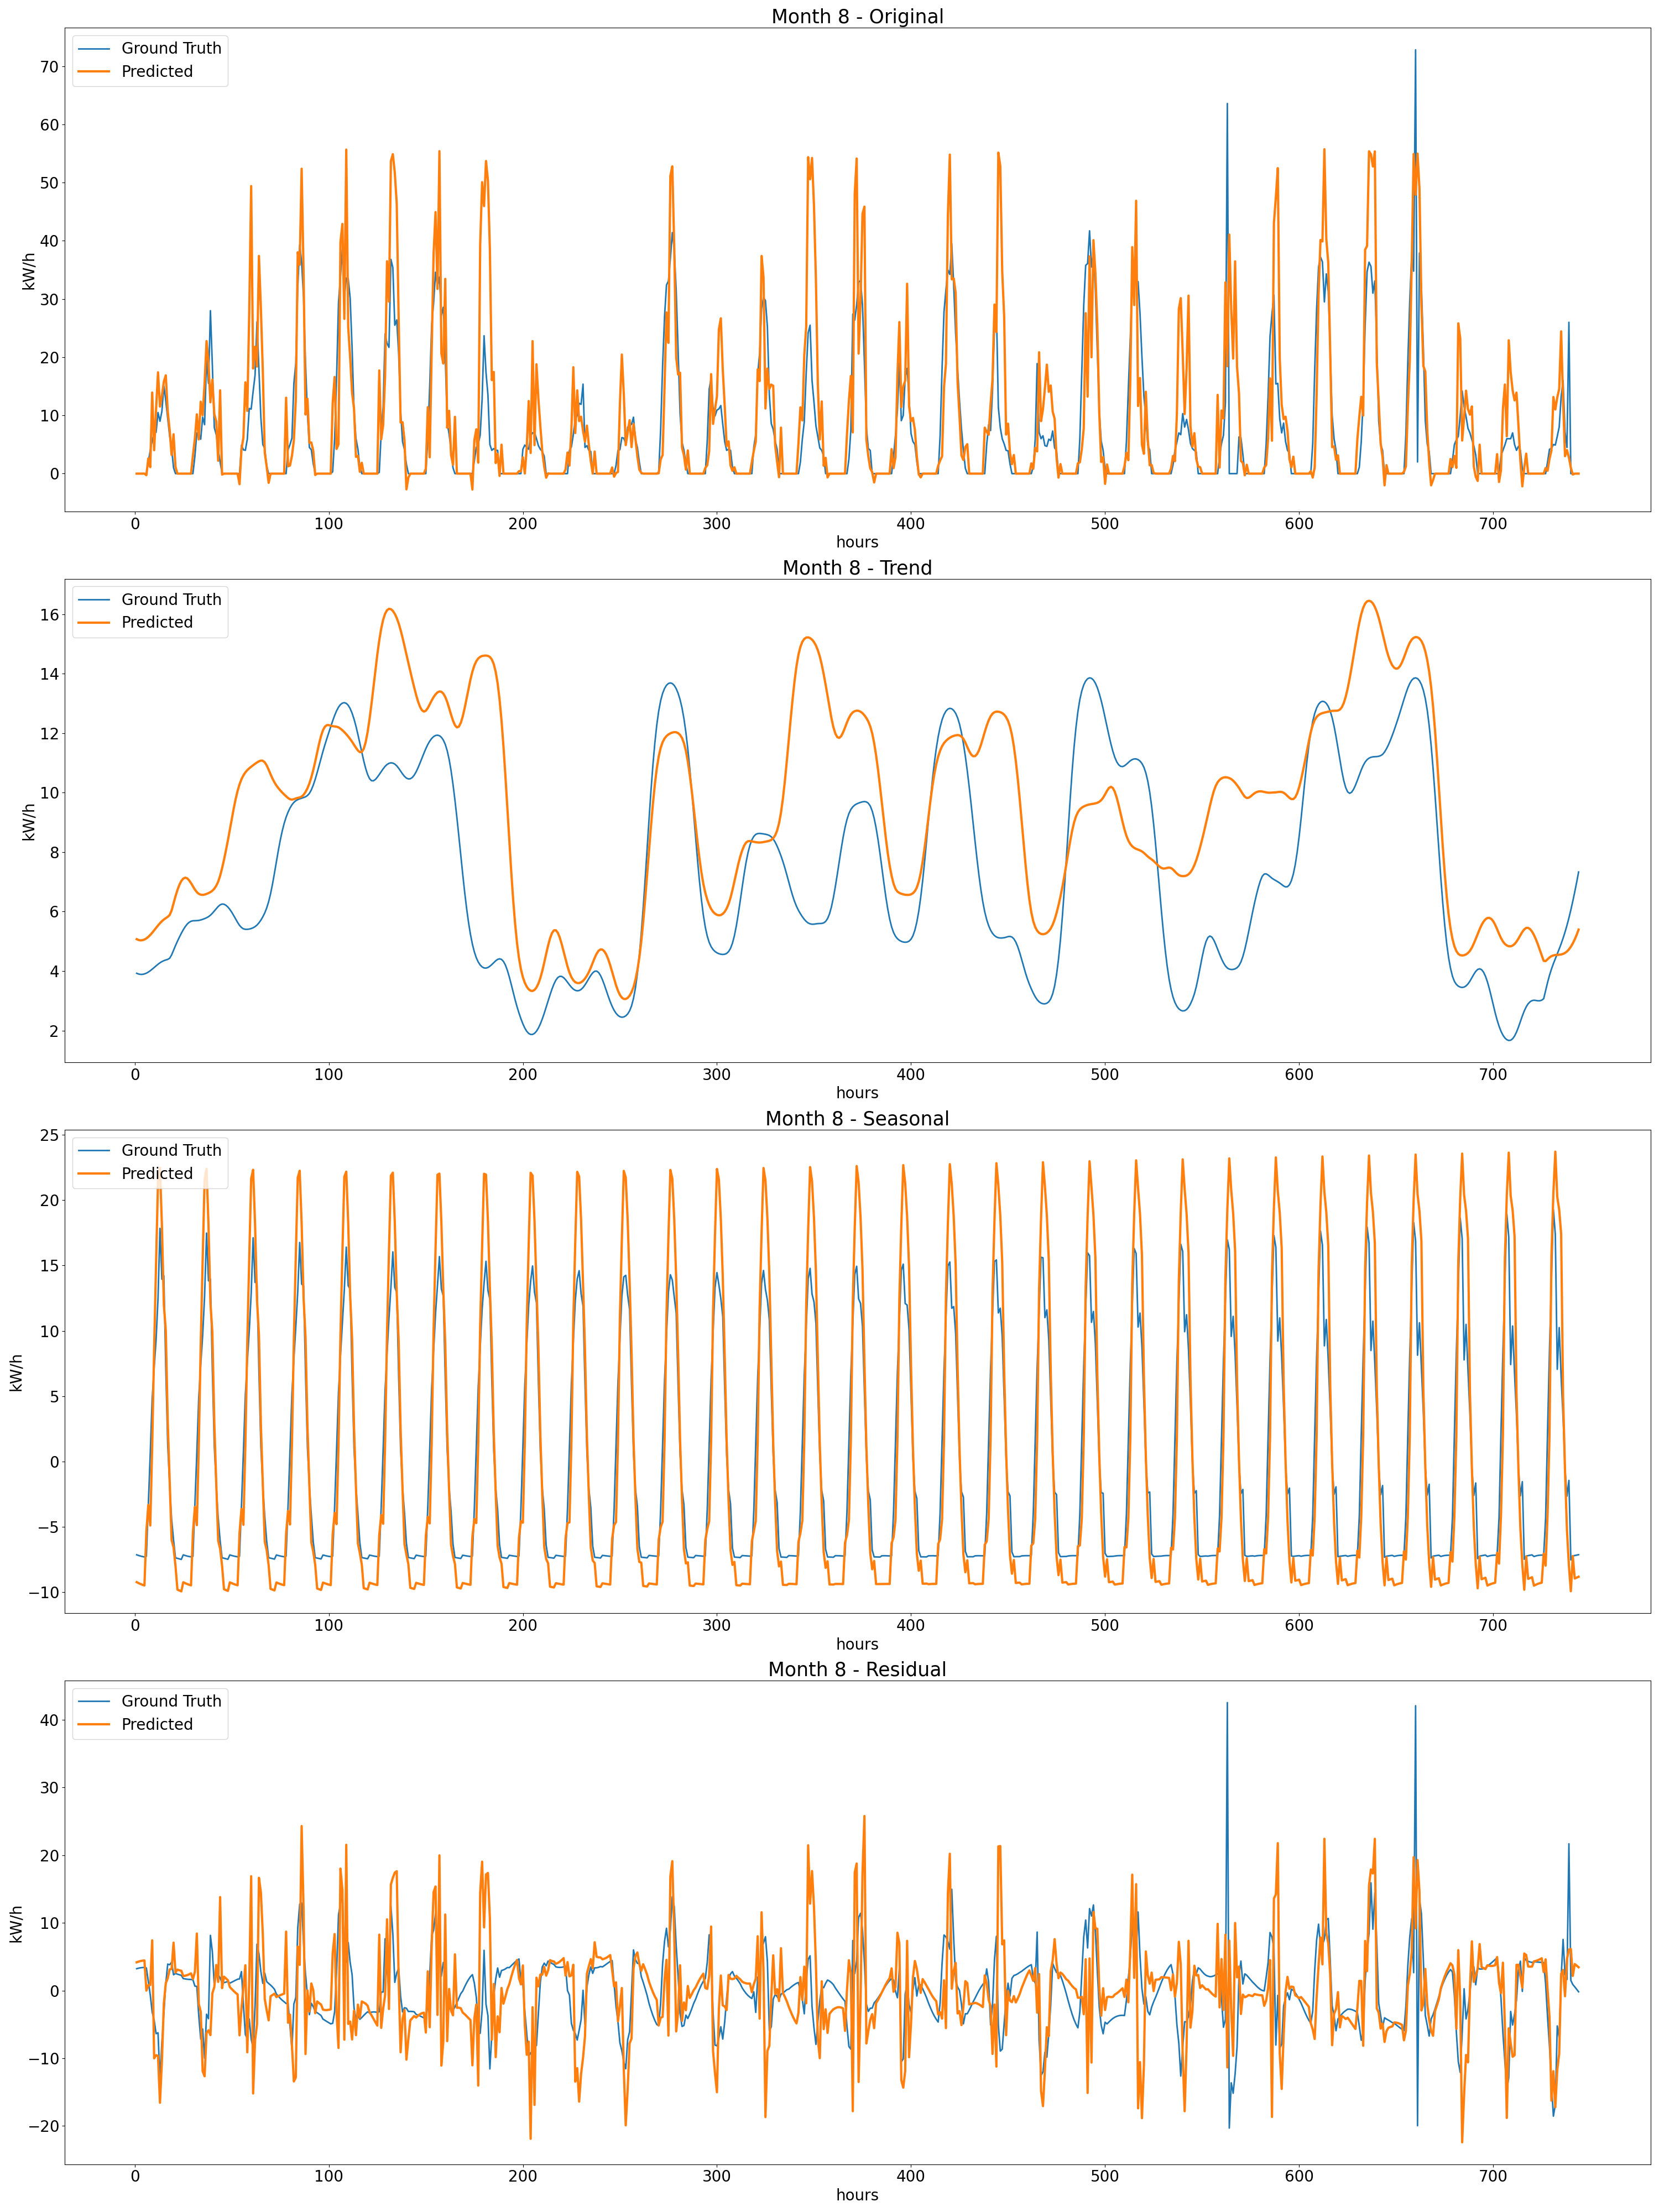 Month 8 - Original
Ground Truth
Predicted
kW/h
70
60
50
40
30
20
10
0
0 100 200 300 400 500 600 700
hours
Month 8 - Trend
Ground Truth
Predicted
kW/h
16
14
12
10
8
6
4
2
0 100 200 300 400 500 600 700
hours
Month 8 - Seasonal
Ground Truth
Predicted
kW/h
25
20
15
10
5
0
−5
−10
0 100 200 300 400 500 600 700
hours
Month 8 - Residual
Ground Truth
Predicted
kW/h
40
30
20
10
0
−10
−20
0 100 200 300 400 500 600 700
hours